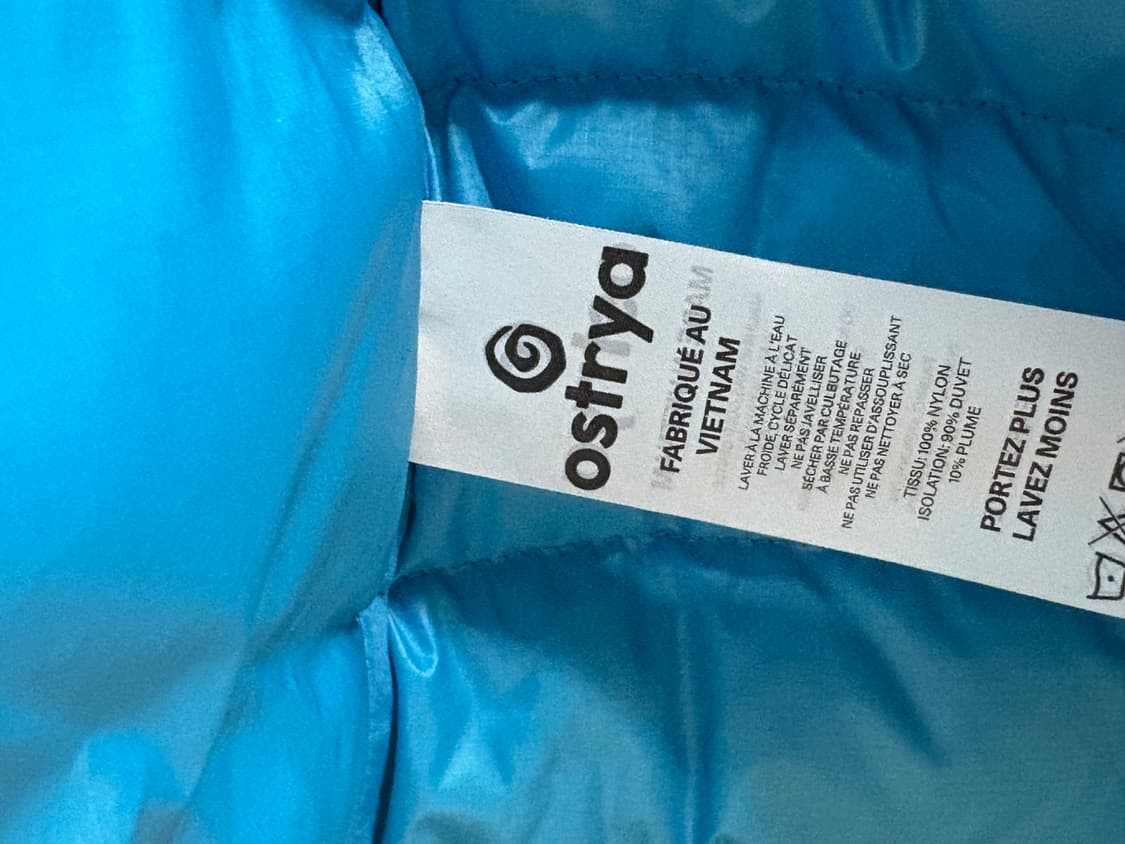 ostrya
FABRIQUÉ AU
VIETNAM
LAVER À LA MACHINE À L'EAU
FROIDE, CYCLE DÉLICAT
LAVER SÉPARÉMENT
NE PAS JAVELLISER
SÉCHER PAR CULBUTAGE
À BASSE TEMPÉRATURE
NE PAS REPASSER
NE PAS UTILISER D'ASSOUPLISSANT
NE PAS NETTOYER À SEC
TISSU: 100% NYLON
ISOLATION: 90% DUVET
10% PLUME
PORTEZ PLUS
LAVEZ MOINS